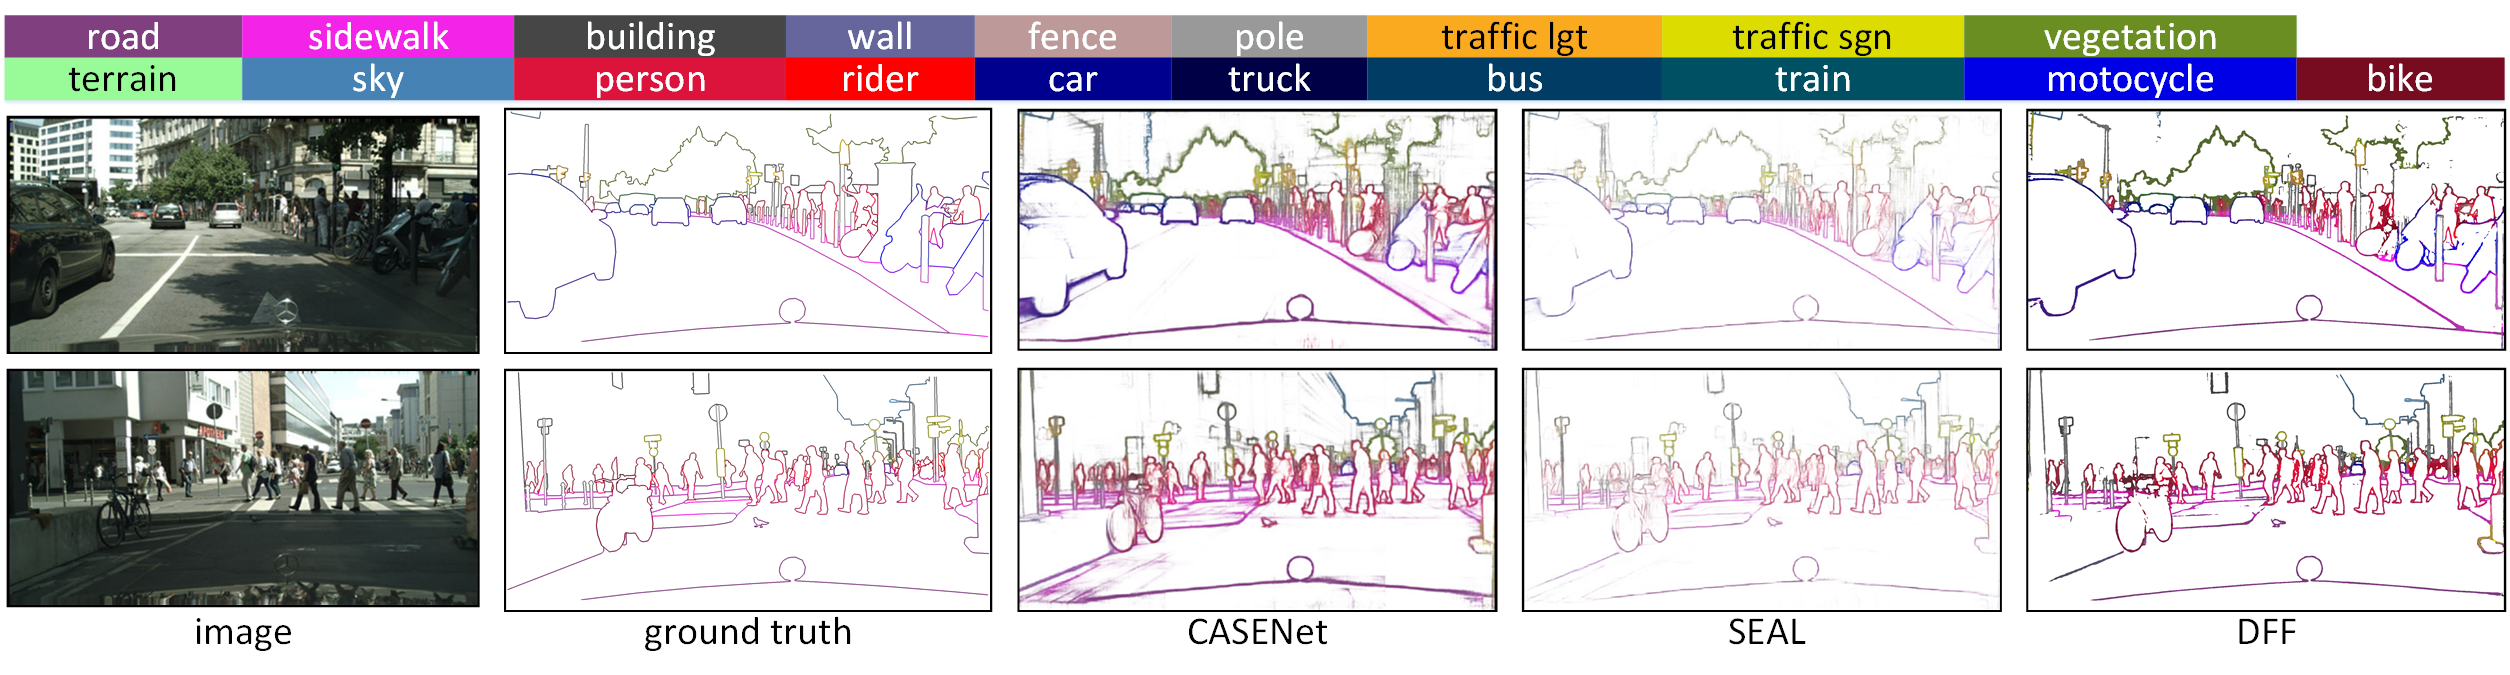 road sidewalk building wall fence pole traffic lgt traffic sgn vegetation
terrain sky person rider car truck bus train motocycle bike
image ground truth CASENet SEAL DFF